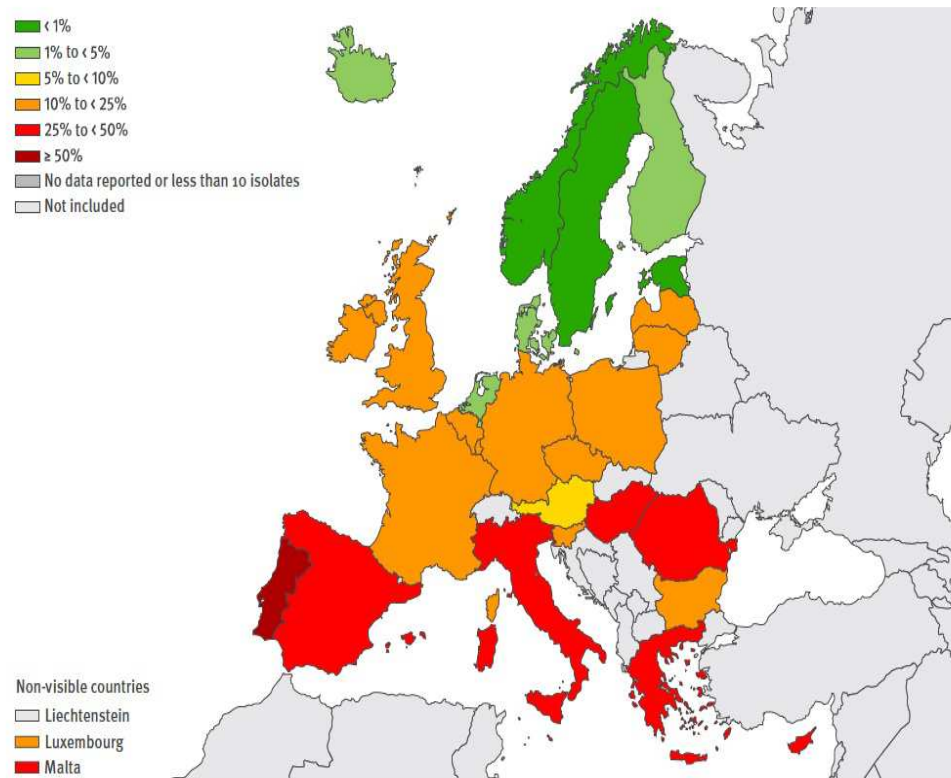 < 1%
1% to < 5%
5% to < 10%
10% to < 25%
25% to < 50%
≥ 50%
No data reported or less than 10 isolates
Not included
Non-visible countries
Liechtenstein
Luxembourg
Malta